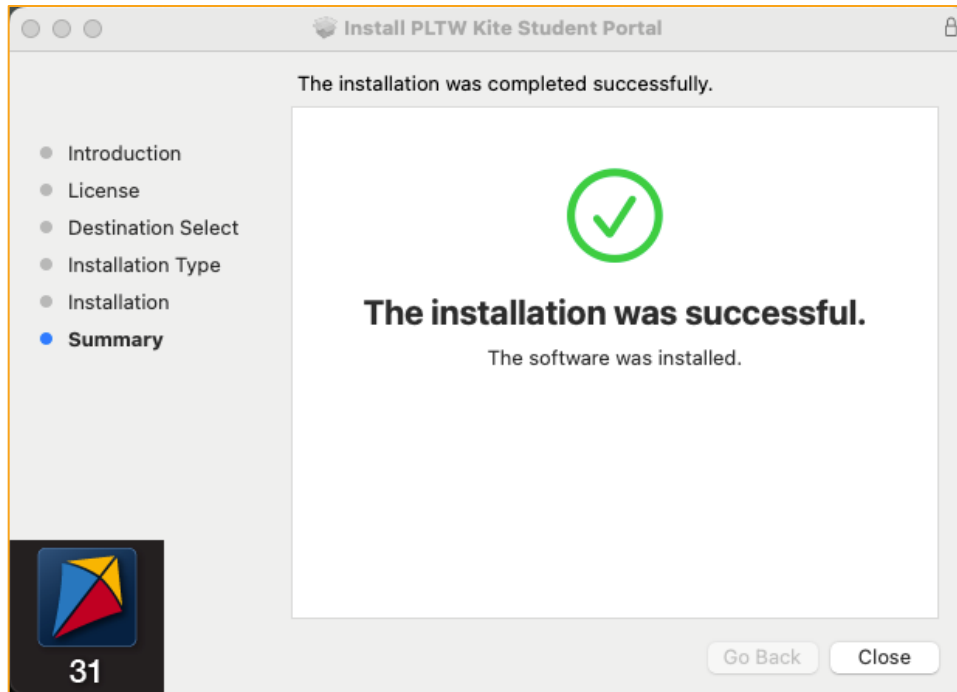 Install PLTW Kite Student Portal
The installation was completed successfully.
Introduction
License
Destination Select
Installation Type
Installation
Summary
The installation was successful.
The software was installed.
31
Go Back
Close